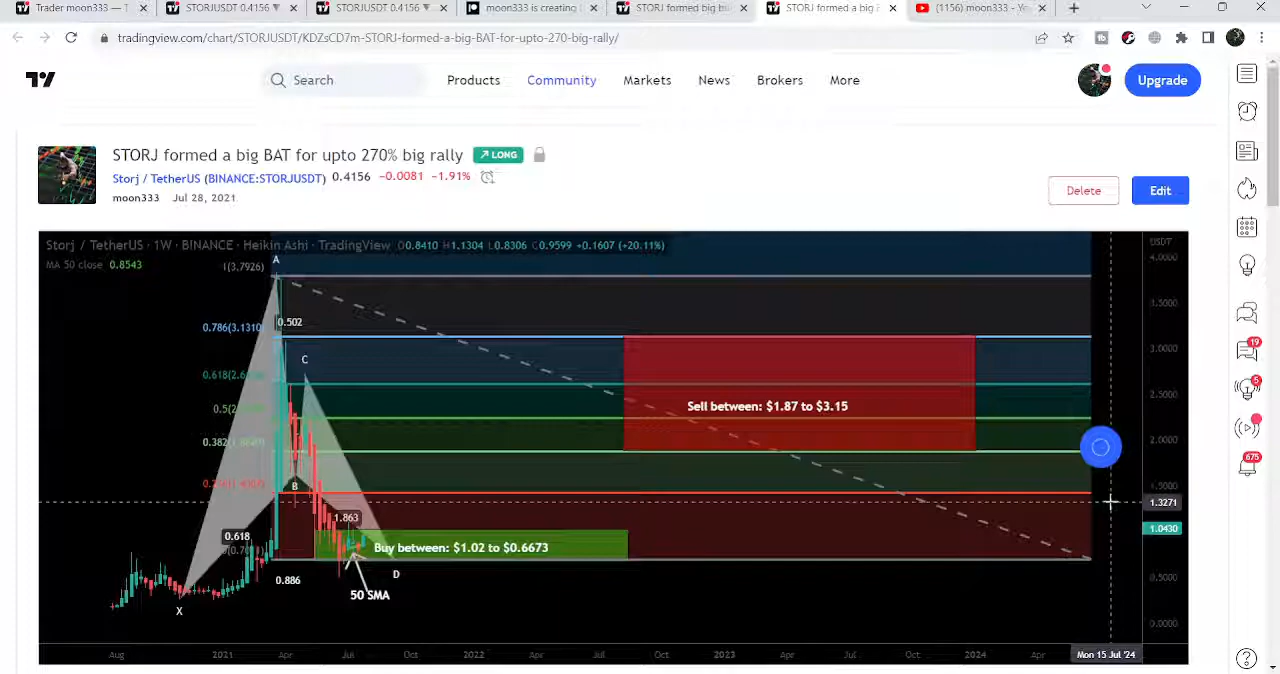 Trader moon333 — T
STORJUSDT 0.4156 ▼
STORJUSDT 0.4156 ▼
moon333 is creating
STORJ formed a big
STORJ formed a big
(1156) moon333 - Yo
tradingview.com/chart/STORJUSDT/KDZsCD7m-STORJ-formed-a-big-BAT-for-upto-270-big-rally/
Search
Products
Community
Markets
News
Brokers
More
Upgrade
STORJ formed a big BAT for upto 270% big rally
LONG
Storj / TetherUS (BINANCE:STORJUSDT) 0.4156 −0.0081 −1.91%
moon333 Jul 28, 2021
Delete
Edit
19
5
675
Storj / TetherUS · 1W · BINANCE · Heikin Ashi · TradingView O0.8410 H1.1304 L0.8306 C0.9599 +0.1607 (+20.11%)
MA 50 close 0.8543
USDT
4.0000
3.5000
3.0000
2.5000
2.0000
1.5000
1.3271
1.0430
0.5000
0.0000
1(3.7926)
A
0.786(3.1310)
0.502
C
0.618(2.6
0.5(2
0.382(1.8
B
Sell between: $1.87 to $3.15
1.863
0.618
Buy between: $1.02 to $0.6673
0.886
D
50 SMA
X
Aug
2021
Apr
Jul
Oct
2022
Apr
Jul
Oct
2023
Apr
Jul
Oct
2024
Apr
Mon 15 Jul '24